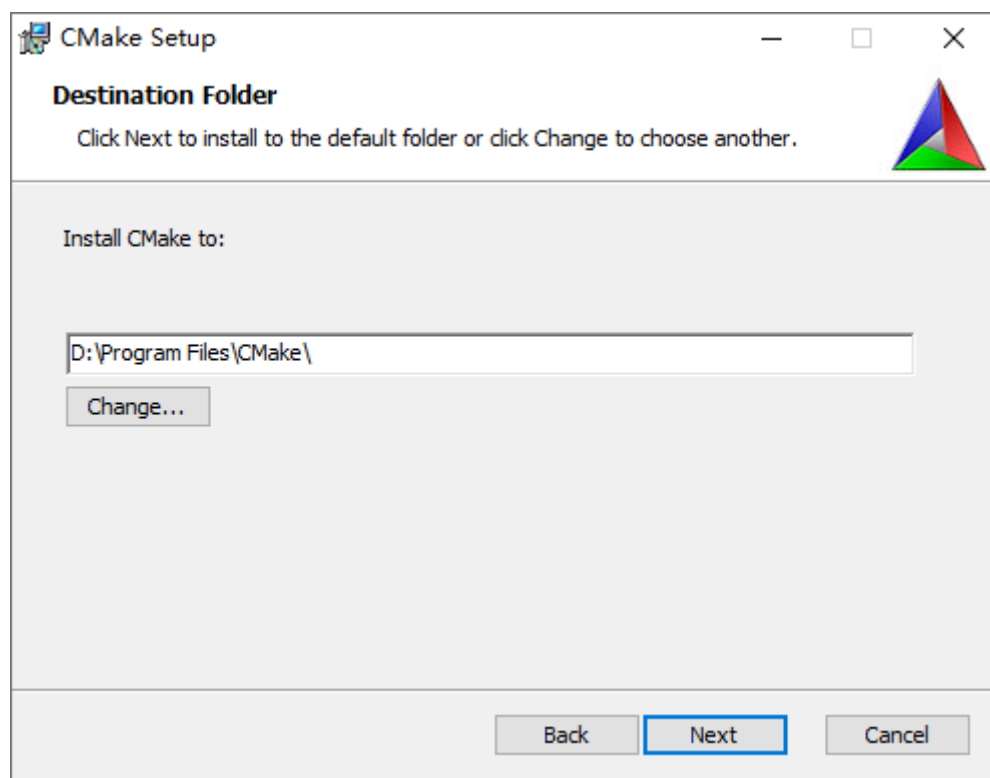 CMake Setup
Destination Folder
Click Next to install to the default folder or click Change to choose another.
Install CMake to:
D:\Program Files\CMake\
Change...
Back Next Cancel